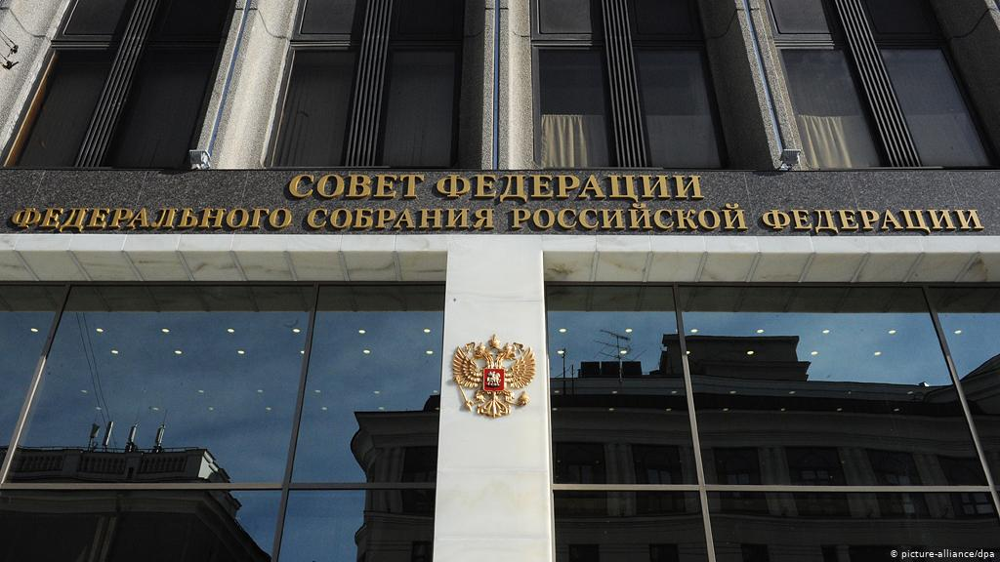 СОВЕТ ФЕДЕРАЦИИ
ФЕДЕРАЛЬНОГО СОБРАНИЯ РОССИЙСКОЙ ФЕДЕРАЦИИ
© picture-alliance/dpa